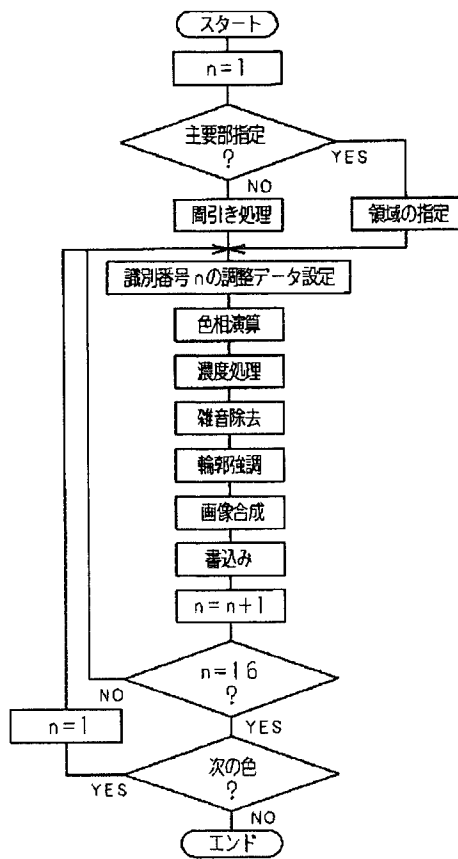 スタート
n=1
主要部指定
?
YES
NO
間引き処理
領域の指定
識別番号nの調整データ設定
色相演算
濃度処理
雑音除去
輪郭強調
画像合成
書込み
n=n+1
n=16
?
NO
YES
n=1
次の色
?
YES
NO
エンド